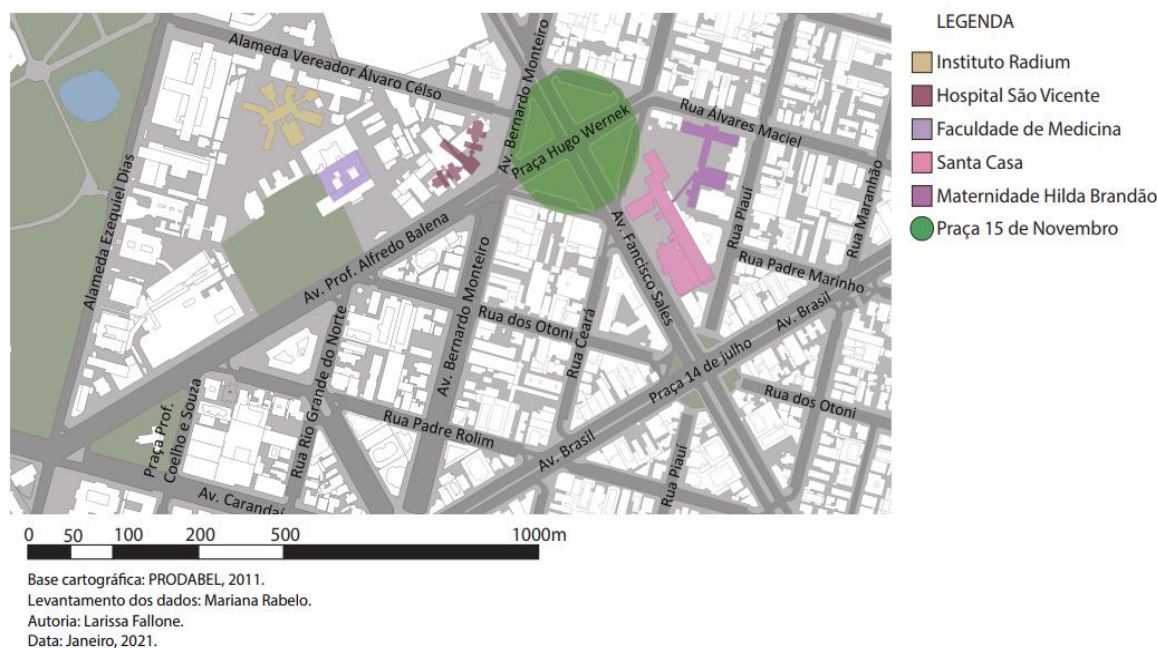 Alameda Vereador Álvaro Célso
Av. Bernardo Monteiro
Praça Hugo Wernek
Rua Álvares Maciel
Alameda Ezequiel Dias
Av. Prof. Alfredo Balena
Rua Piauí
Rua Maranhão
Av. Fancisco Sales
Rua Padre Marinho
Av. Bernardo Monteiro
Rua dos Otoni
Rua Ceará
Av. Brasil
Praça 14 de julho
Rua dos Otoni
Rua Rio Grande do Norte
Praça Prof.
Coelho e Souza
Rua Padre Rolim
Av. Brasil
Rua Piauí
Av. Carandaí
LEGENDA
Instituto Radium
Hospital São Vicente
Faculdade de Medicina
Santa Casa
Maternidade Hilda Brandão
Praça 15 de Novembro
0 50 100 200 500 1000m
Base cartográfica: PRODABEL, 2011.
Levantamento dos dados: Mariana Rabelo.
Autoria: Larissa Fallone.
Data: Janeiro, 2021.